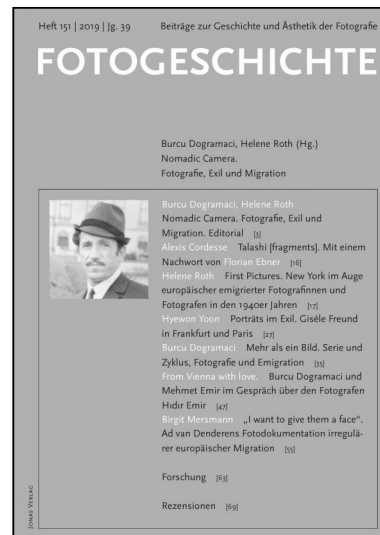 Heft 151 | 2019 | Jg. 39 Beiträge zur Geschichte und Ästhetik der Fotografie
FOTOGESCHICHTE
Burcu Dogramaci, Helene Roth (Hg.)
Nomadic Camera.
Fotografie, Exil und Migration
Burcu Dogramaci, Helene Roth
Nomadic Camera. Fotografie, Exil und
Migration. Editorial [3]
Alexis Cordesse Talashi [fragments]. Mit einem
Nachwort von Florian Ebner [16]
Helene Roth First Pictures. New York im Auge
europäischer emigrierter Fotografinnen und
Fotografen in den 1940er Jahren [17]
Hyewon Yoon Porträts im Exil. Gisèle Freund
in Frankfurt und Paris [27]
Burcu Dogramaci Mehr als ein Bild. Serie und
Zyklus, Fotografie und Emigration [35]
From Vienna with love. Burcu Dogramaci und
Mehmet Emir im Gespräch über den Fotografen
Hıdır Emir [47]
Birgit Mersmann „I want to give them a face“.
Ad van Denderens Fotodokumentation irregulä-
rer europäischer Migration [55]
Forschung [63]
Rezensionen [69]
JONAS VERLAG